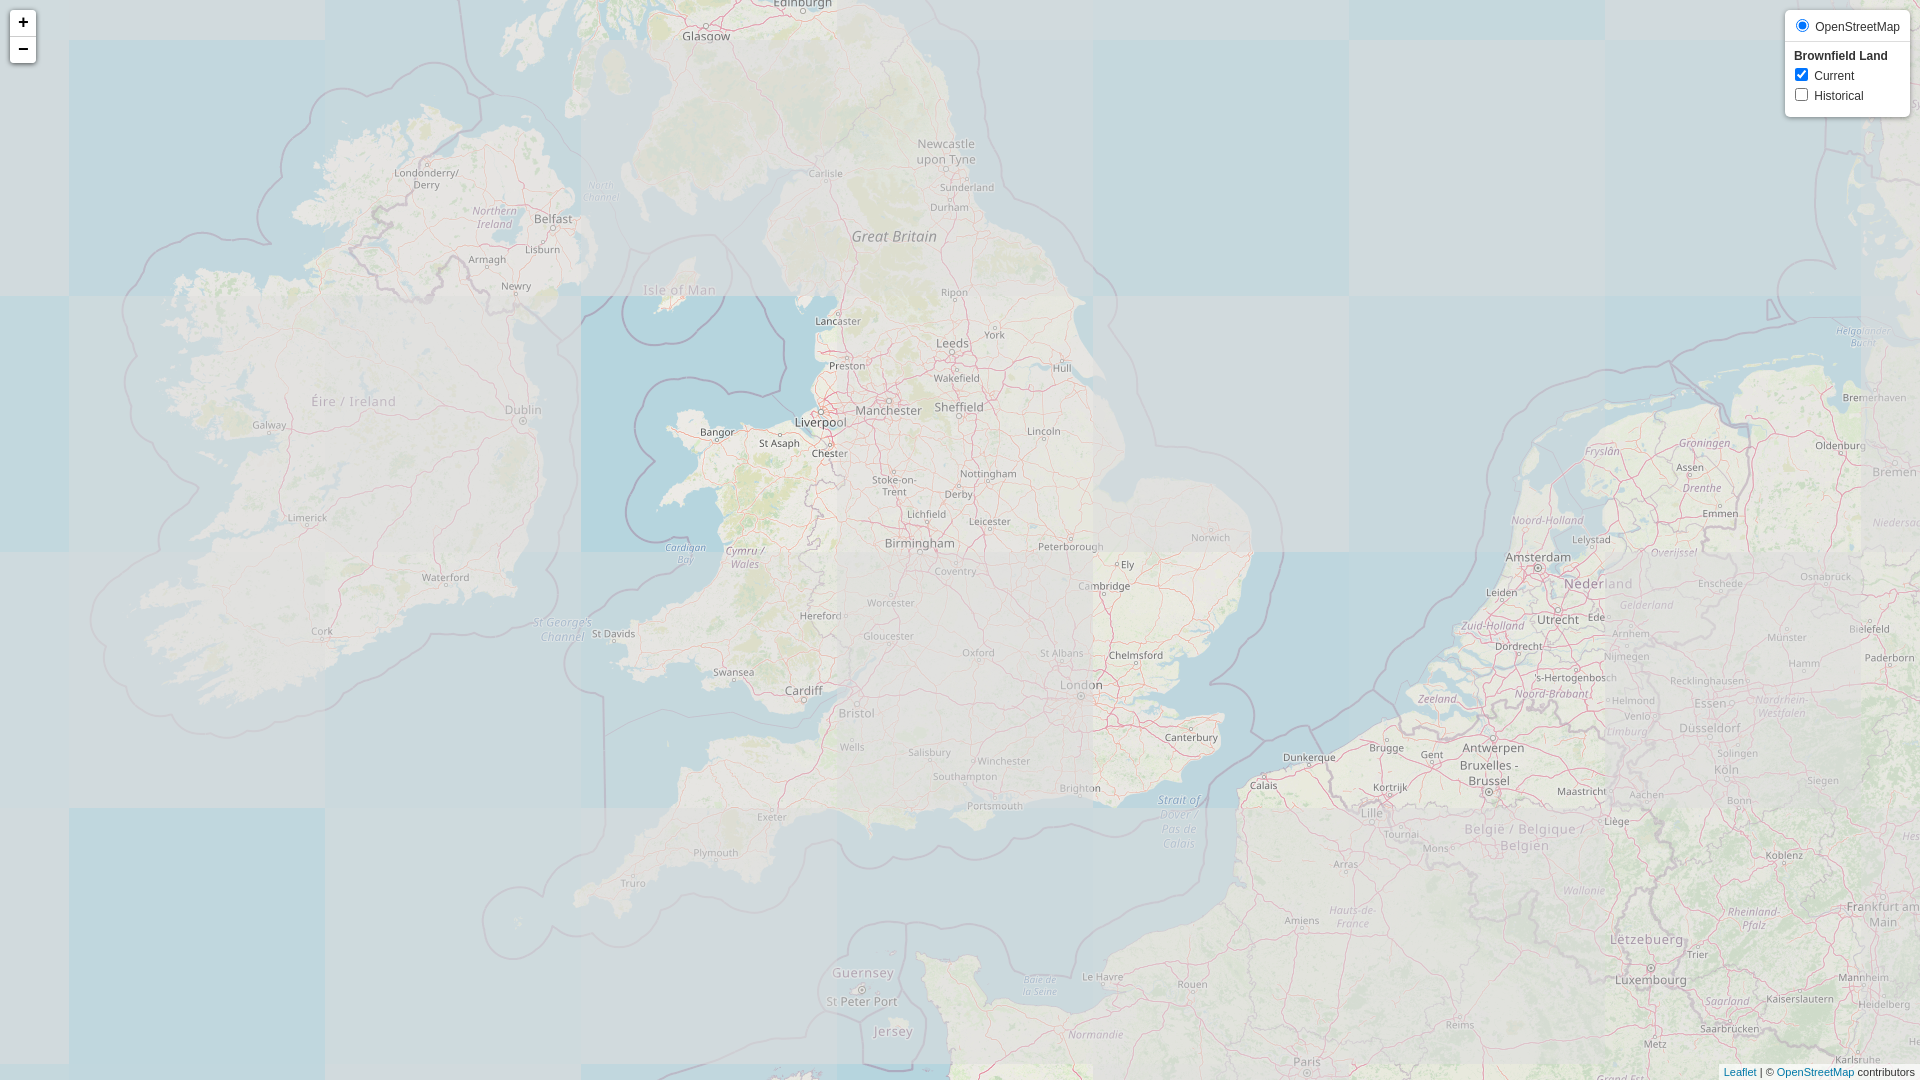 +
−
OpenStreetMap
Brownfield Land
Current
Historical
Edinburgh
Glasgow
Newcastle
upon Tyne
Londonderry/
Derry
North
Channel
Carlisle
Sunderland
Durham
Northern
Ireland
Belfast
Great Britain
Lisburn
Armagh
Newry
Isle of Man
Ripon
Lancaster
York
Helgoländer
Bucht
Leeds
Preston
Hull
Wakefield
Éire / Ireland
Dublin
Manchester
Sheffield
Bremerhaven
Galway
Liverpool
Bangor
Lincoln
St Asaph
Chester
Groningen
Fryslân
Oldenburg
Assen
Bremen
Nottingham
Stoke-on-
Trent
Derby
Drenthe
Lichfield
Leicester
Emmen
Limerick
Noord-Holland
Birmingham
Peterborough
Norwich
Lelystad
Cardigan
Bay
Cymru /
Wales
Amsterdam
Overijssel
Ely
Coventry
Waterford
Cambridge
Nederland
Enschede
Osnabrück
Leiden
Worcester
Gelderland
Hereford
Utrecht
Ede
St George's
Channel
Cork
St Davids
Gloucester
Zuid-Holland
Arnhem
Münster
Bielefeld
Oxford
St Albans
Chelmsford
Dordrecht
Nijmegen
Hamm
Paderborn
Swansea
's-Hertogenbosch
Recklinghausen
Cardiff
London
Zeeland
Noord-Brabant
Helmond
Essen
Nordrhein-
Westfalen
Bristol
Venlo
Düsseldorf
Limburg
Canterbury
Wells
Salisbury
Winchester
Brugge
Gent
Antwerpen
Solingen
Dunkerque
Bruxelles -
Brussel
Köln
Southampton
Calais
Kortrijk
Maastricht
Siegen
Brighton
Aachen
Bonn
Portsmouth
Strait of
Dover /
Pas de
Calais
Exeter
Lille
Tournai
België / Belgique /
Belgien
Liège
Plymouth
Mons
Koblenz
Arras
Truro
Wallonie
Hauts-de-
France
Amiens
Rheinland-
Pfalz
Frankfurt am
Main
Lëtzebuerg
Trier
Guernsey
St Peter Port
Baie de
la Seine
Le Havre
Rouen
Luxembourg
Mannheim
Saarland
Kaiserslautern
Heidelberg
Jersey
Normandie
Reims
Saarbrücken
Metz
Paris
Karlsruhe
Grand Est
Leaflet | © OpenStreetMap contributors